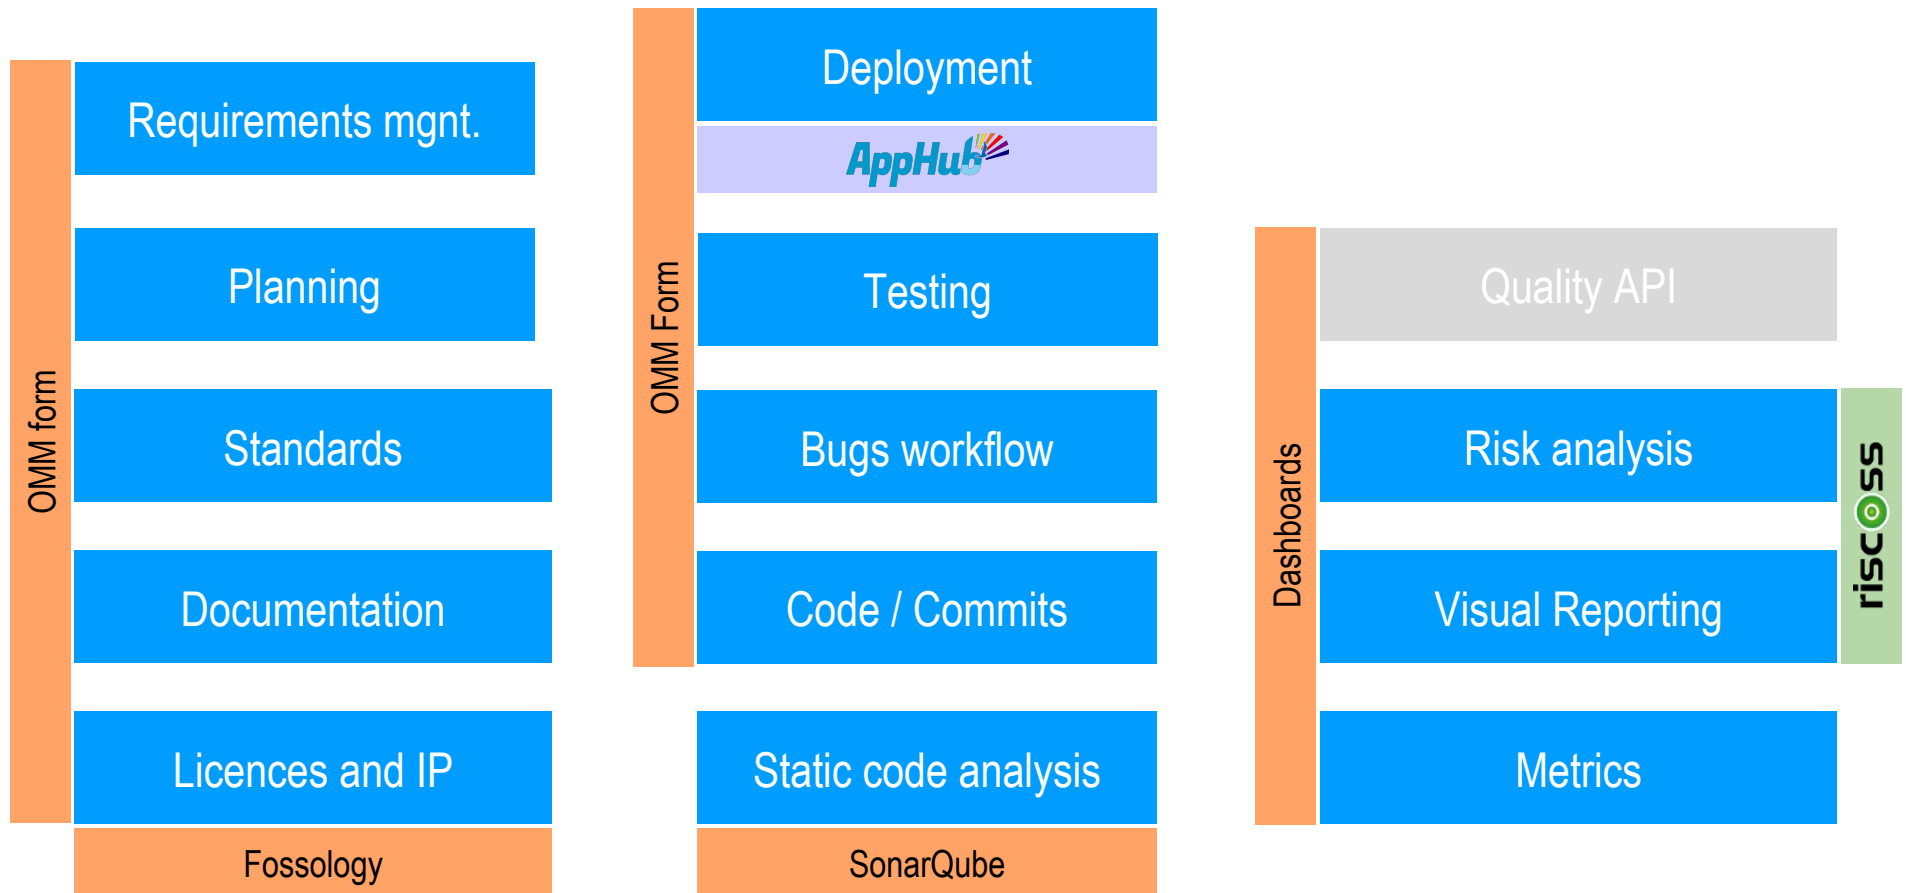 OMM form
Requirements mgnt.
Planning
Standards
Documentation
Licences and IP
Fossology
OMM Form
Deployment
AppHub
Testing
Bugs workflow
Code / Commits
Static code analysis
SonarQube
Dashboards
Quality API
Risk analysis
Visual Reporting
Metrics
riscoss